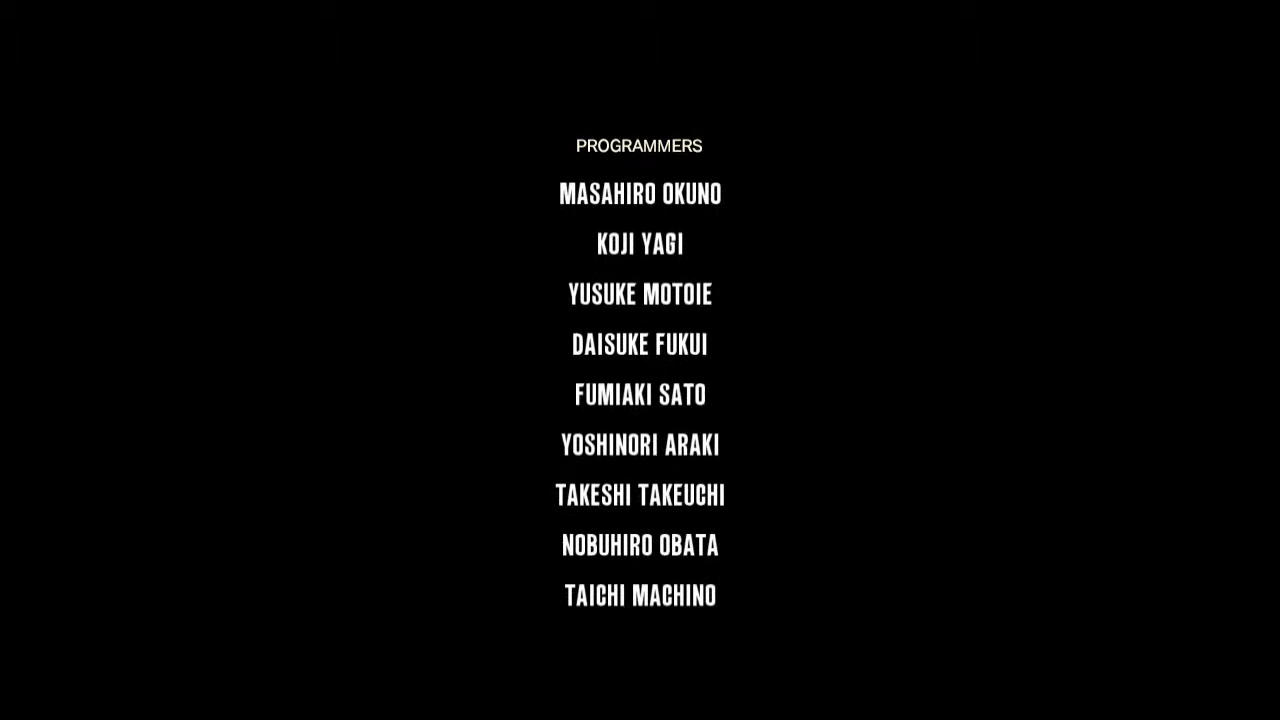 PROGRAMMERS
MASAHIRO OKUNO
KOJI YAGI
YUSUKE MOTOIE
DAISUKE FUKUI
FUMIAKI SATO
YOSHINORI ARAKI
TAKESHI TAKEUCHI
NOBUHIRO OBATA
TAICHI MACHINO